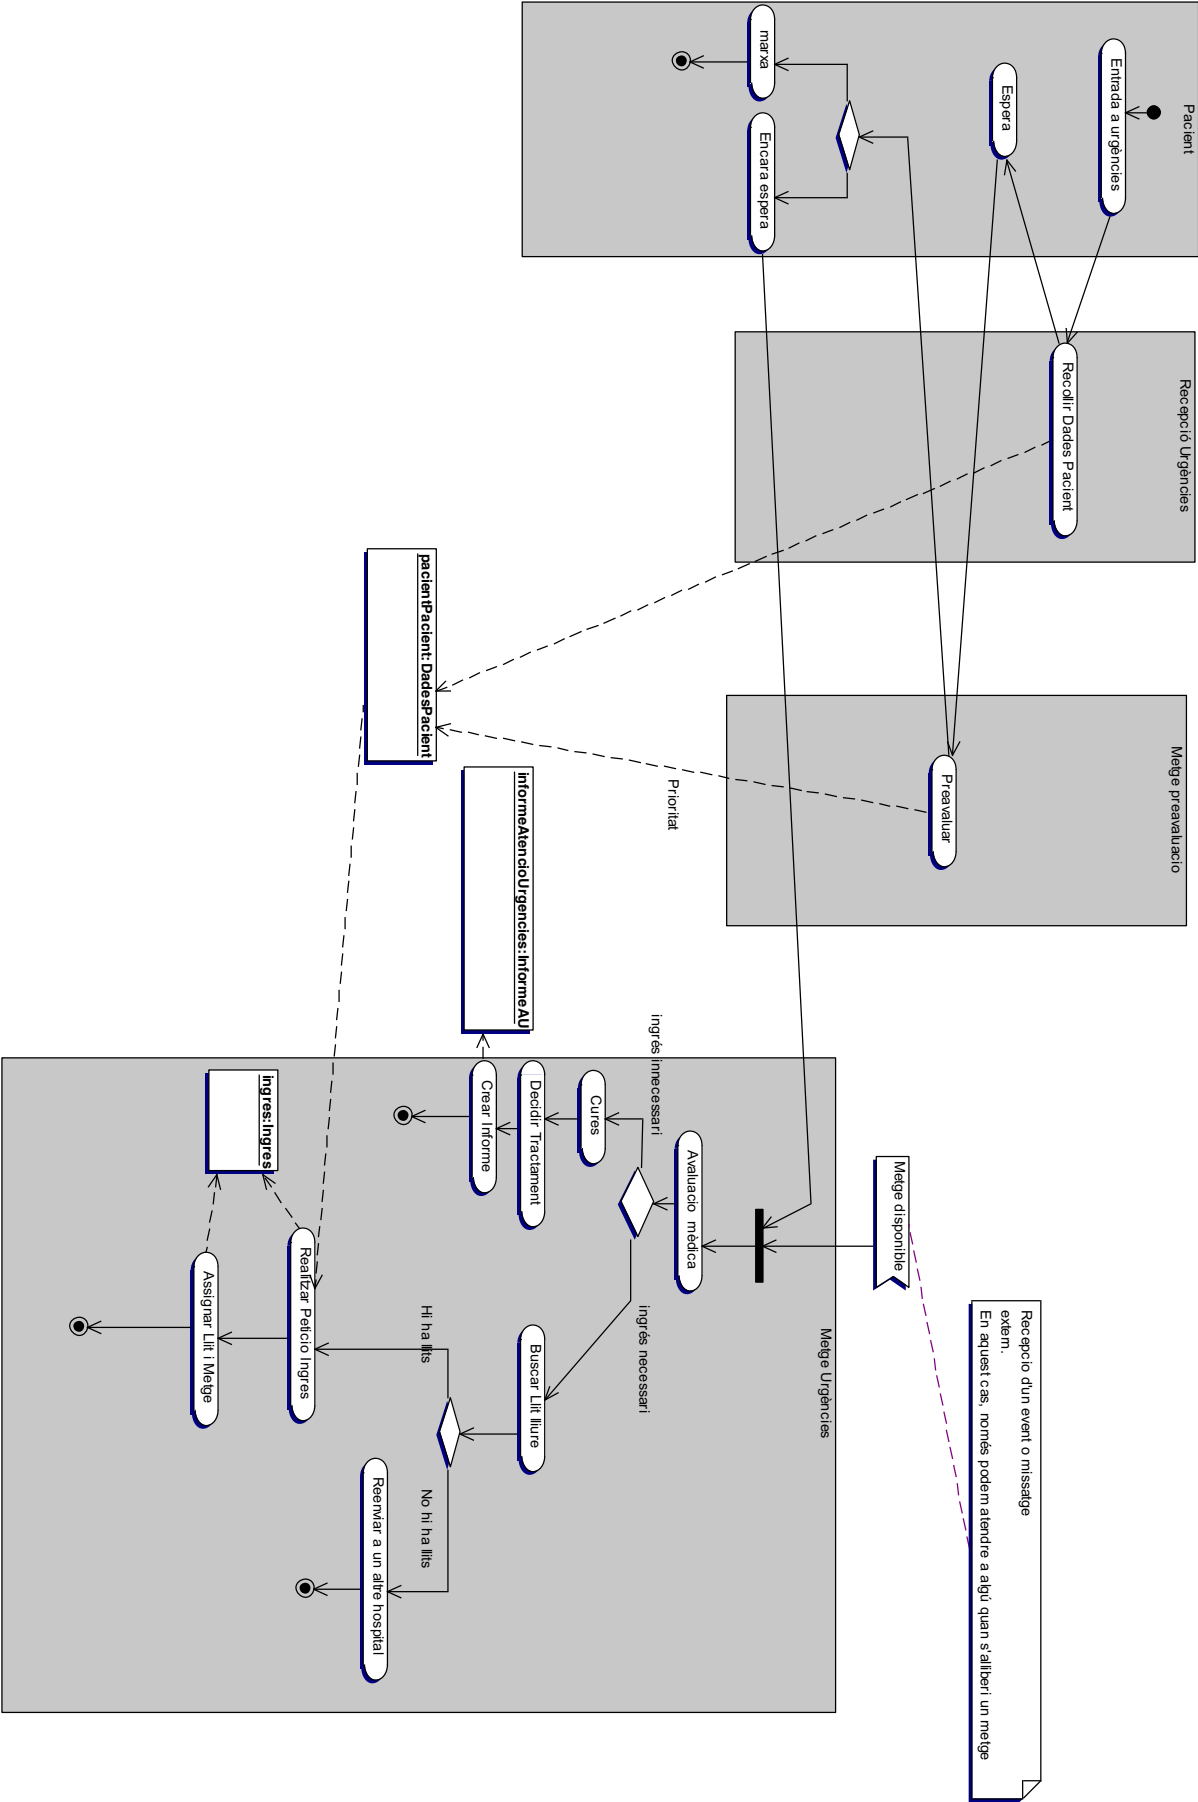 Pacient
Entrada a urgències
Espera
marxa
Encara espera
Recepció Urgències
Recollir Dades Pacient
Metge preavaluacio
Preavaluar
Prioritat
pacientPacient:DadesPacient
informeAtencioUrgencies:InformeAU
Recepcio d'un event o missatge
extern.
En aquest cas, només podem atendre a algú quan s'alliberi un metge
Metge disponible
Metge Urgències
Avaluacio mèdica
ingrés innecessari
ingrés necessari
Cures
Decidir Tractament
Crear Informe
Buscar Llit lliure
Hi ha llits
No hi ha llits
Realitzar Peticio Ingres
Reenviar a un altre hospital
ingres:Ingres
Assignar Llit i Metge